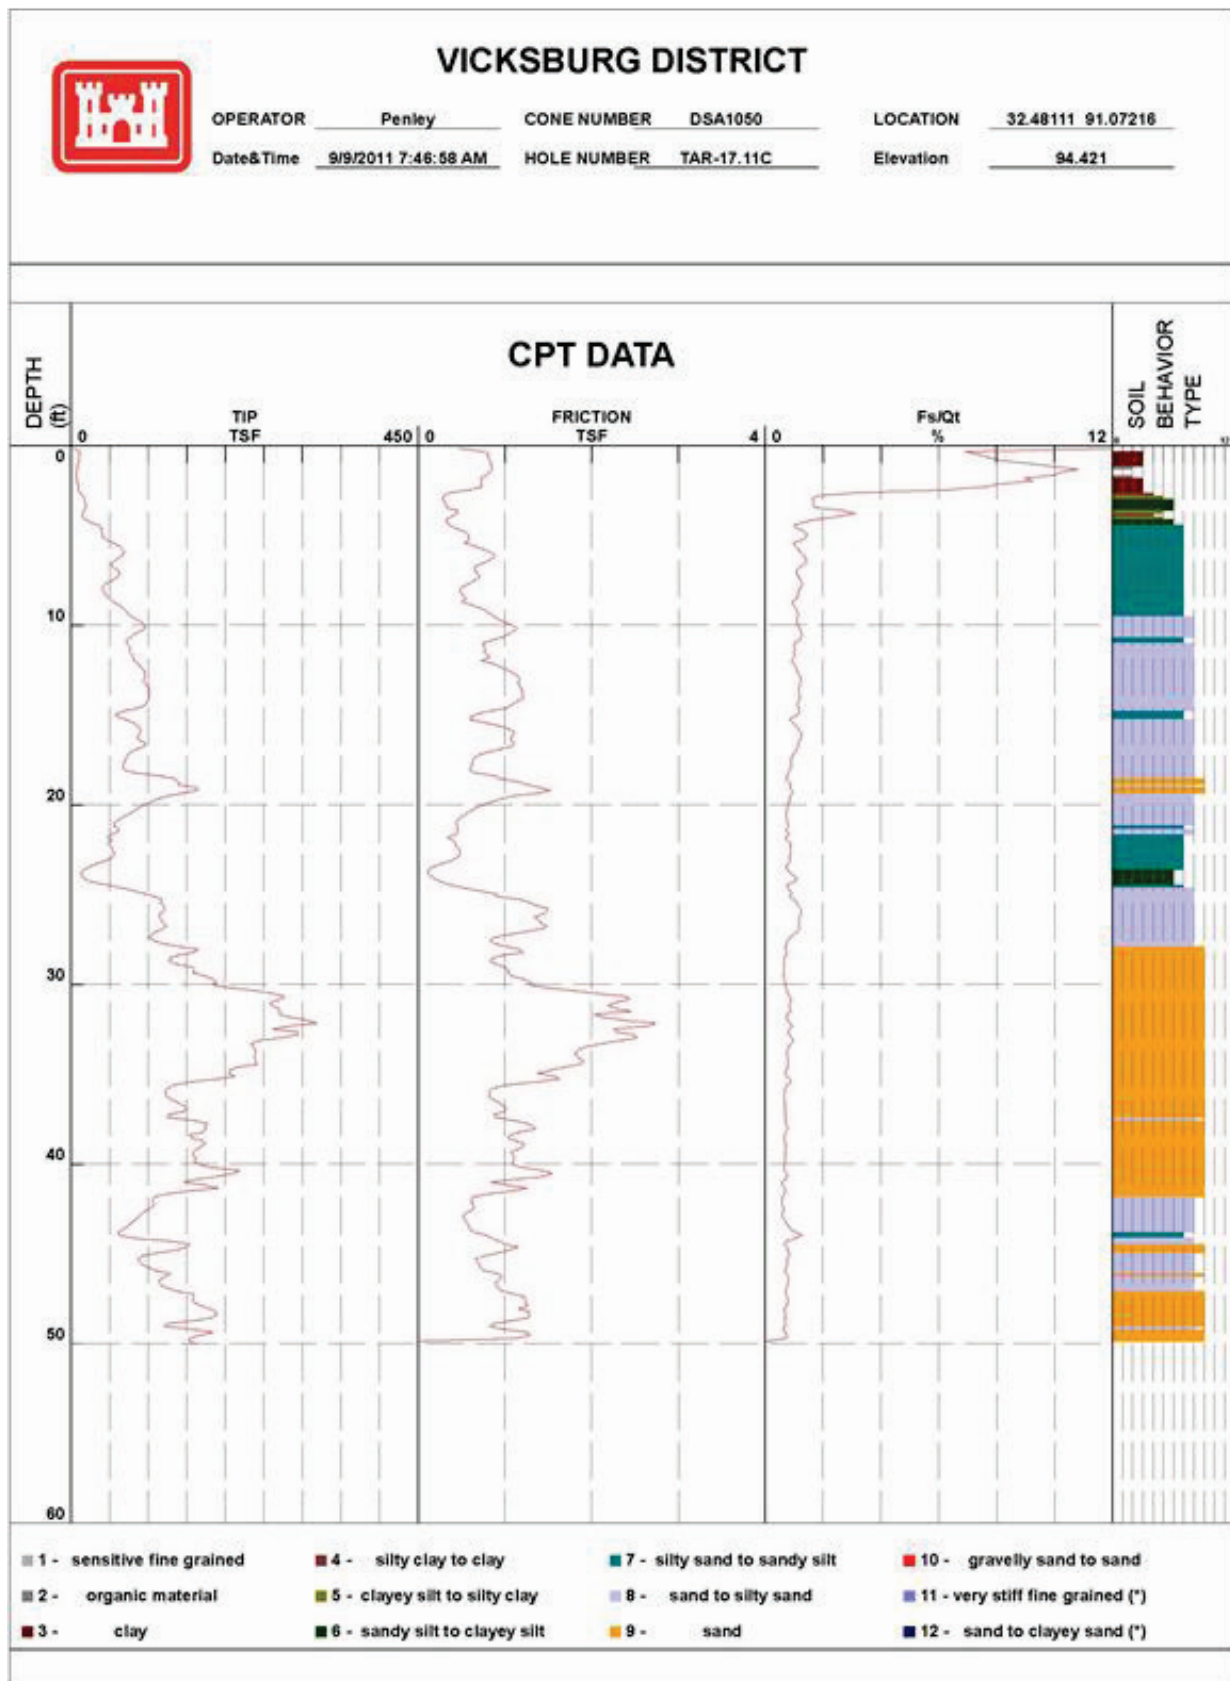 VICKSBURG DISTRICT
OPERATOR Penley CONE NUMBER DSA1050 LOCATION 32.48111 91.07216
Date&Time 9/9/2011 7:46:58 AM HOLE NUMBER TAR-17.11C Elevation 94.421
CPT DATA
DEPTH
(ft)
TIP
TSF
0 450
FRICTION
TSF
0 4
Fs/Qt
%
0 12
SOIL
BEHAVIOR
TYPE
0 12
0
10
20
30
40
50
60
1 - sensitive fine grained 4 - silty clay to clay 7 - silty sand to sandy silt 10 - gravelly sand to sand
2 - organic material 5 - clayey silt to silty clay 8 - sand to silty sand 11 - very stiff fine grained (*)
3 - clay 6 - sandy silt to clayey silt 9 - sand 12 - sand to clayey sand (*)